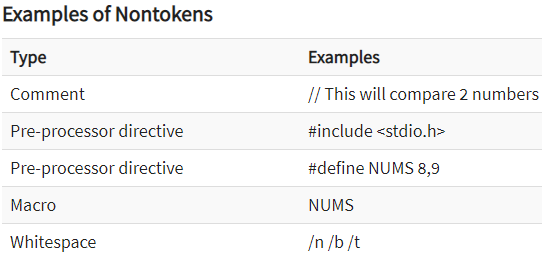 Examples of Nontokens
Type Examples
Comment // This will compare 2 numbers
Pre-processor directive #include <stdio.h>
Pre-processor directive #define NUMS 8,9
Macro NUMS
Whitespace /n /b /t